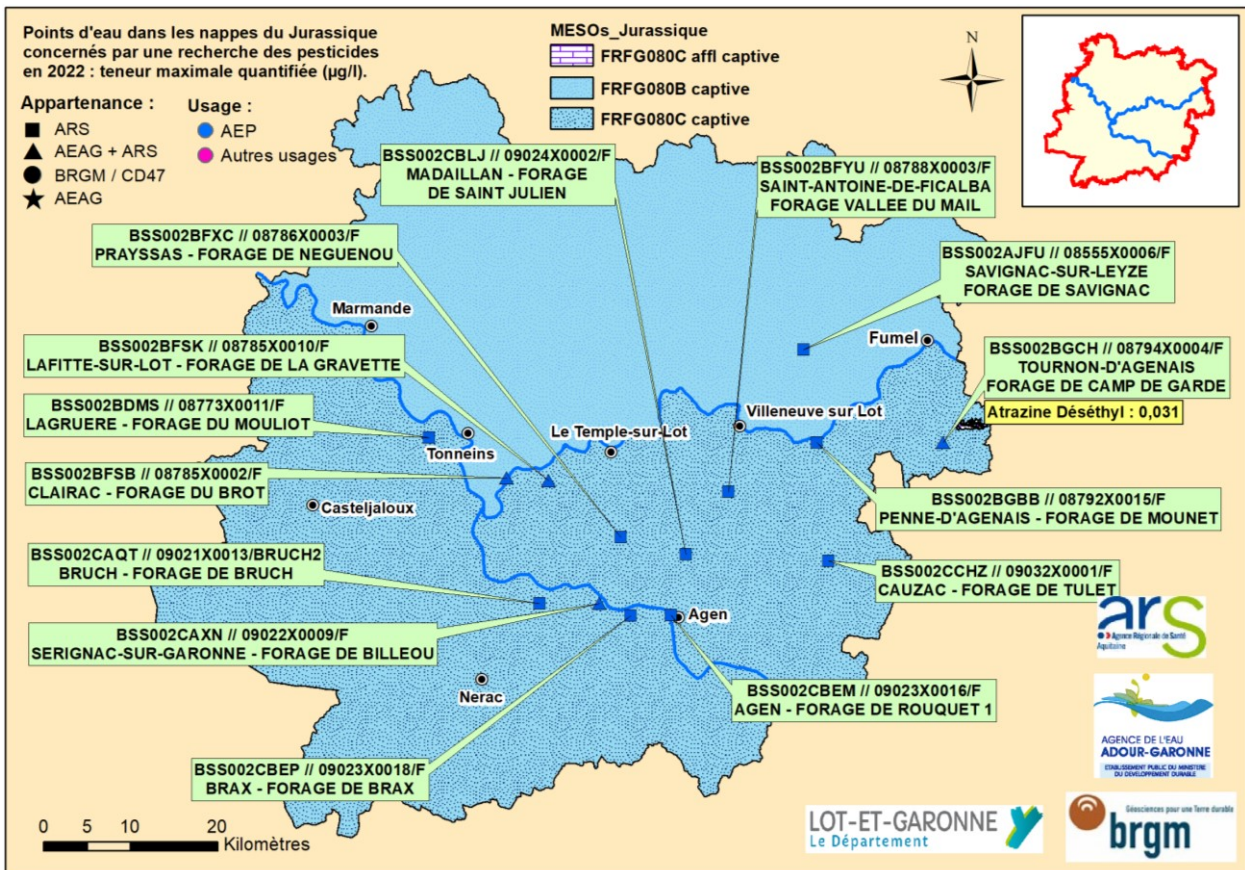 Points d'eau dans les nappes du Jurassique
concernés par une recherche des pesticides
en 2022 : teneur maximale quantifiée (µg/l).
Appartenance :
ARS
AEAG + ARS
BRGM / CD47
AEAG
Usage :
AEP
Autres usages
MESOs_Jurassique
FRFG080C affl captive
FRFG080B captive
FRFG080C captive
N
BSS002CBLJ // 09024X0002/F
MADAILLAN - FORAGE
DE SAINT JULIEN
BSS002BFYU // 08788X0003/F
SAINT-ANTOINE-DE-FICALBA
FORAGE VALLEE DU MAIL
BSS002BFXC // 08786X0003/F
PRAYSSAS - FORAGE DE NEGUENOU
BSS002AJFU // 08555X0006/F
SAVIGNAC-SUR-LEYZE
FORAGE DE SAVIGNAC
Marmande
Fumel
BSS002BFSK // 08785X0010/F
LAFITTE-SUR-LOT - FORAGE DE LA GRAVETTE
BSS002BGCH // 08794X0004/F
TOURNON-D'AGENAIS
FORAGE DE CAMP DE GARDE
Atrazine Déséthyl : 0,031
BSS002BDMS // 08773X0011/F
LAGRUERE - FORAGE DU MOULIOT
Villeneuve sur Lot
Le Temple-sur-Lot
Tonneins
BSS002BFSB // 08785X0002/F
CLAIRAC - FORAGE DU BROT
Casteljaloux
BSS002BGBB // 08792X0015/F
PENNE-D'AGENAIS - FORAGE DE MOUNET
BSS002CAQT // 09021X0013/BRUCH2
BRUCH - FORAGE DE BRUCH
BSS002CCHZ // 09032X0001/F
CAUZAC - FORAGE DE TULET
Agen
BSS002CAXN // 09022X0009/F
SERIGNAC-SUR-GARONNE - FORAGE DE BILLEOU
Nerac
BSS002CBEM // 09023X0016/F
AGEN - FORAGE DE ROUQUET 1
BSS002CBEP // 09023X0018/F
BRAX - FORAGE DE BRAX
0 5 10 20
Kilomètres
ars
Agence Régionale de Santé
Aquitaine
AGENCE DE L'EAU
ADOUR-GARONNE
ETABLISSEMENT PUBLIC DU MINISTERE
DU DEVELOPPEMENT DURABLE
LOT-ET-GARONNE
Le Département
Géosciences pour une Terre durable
brgm